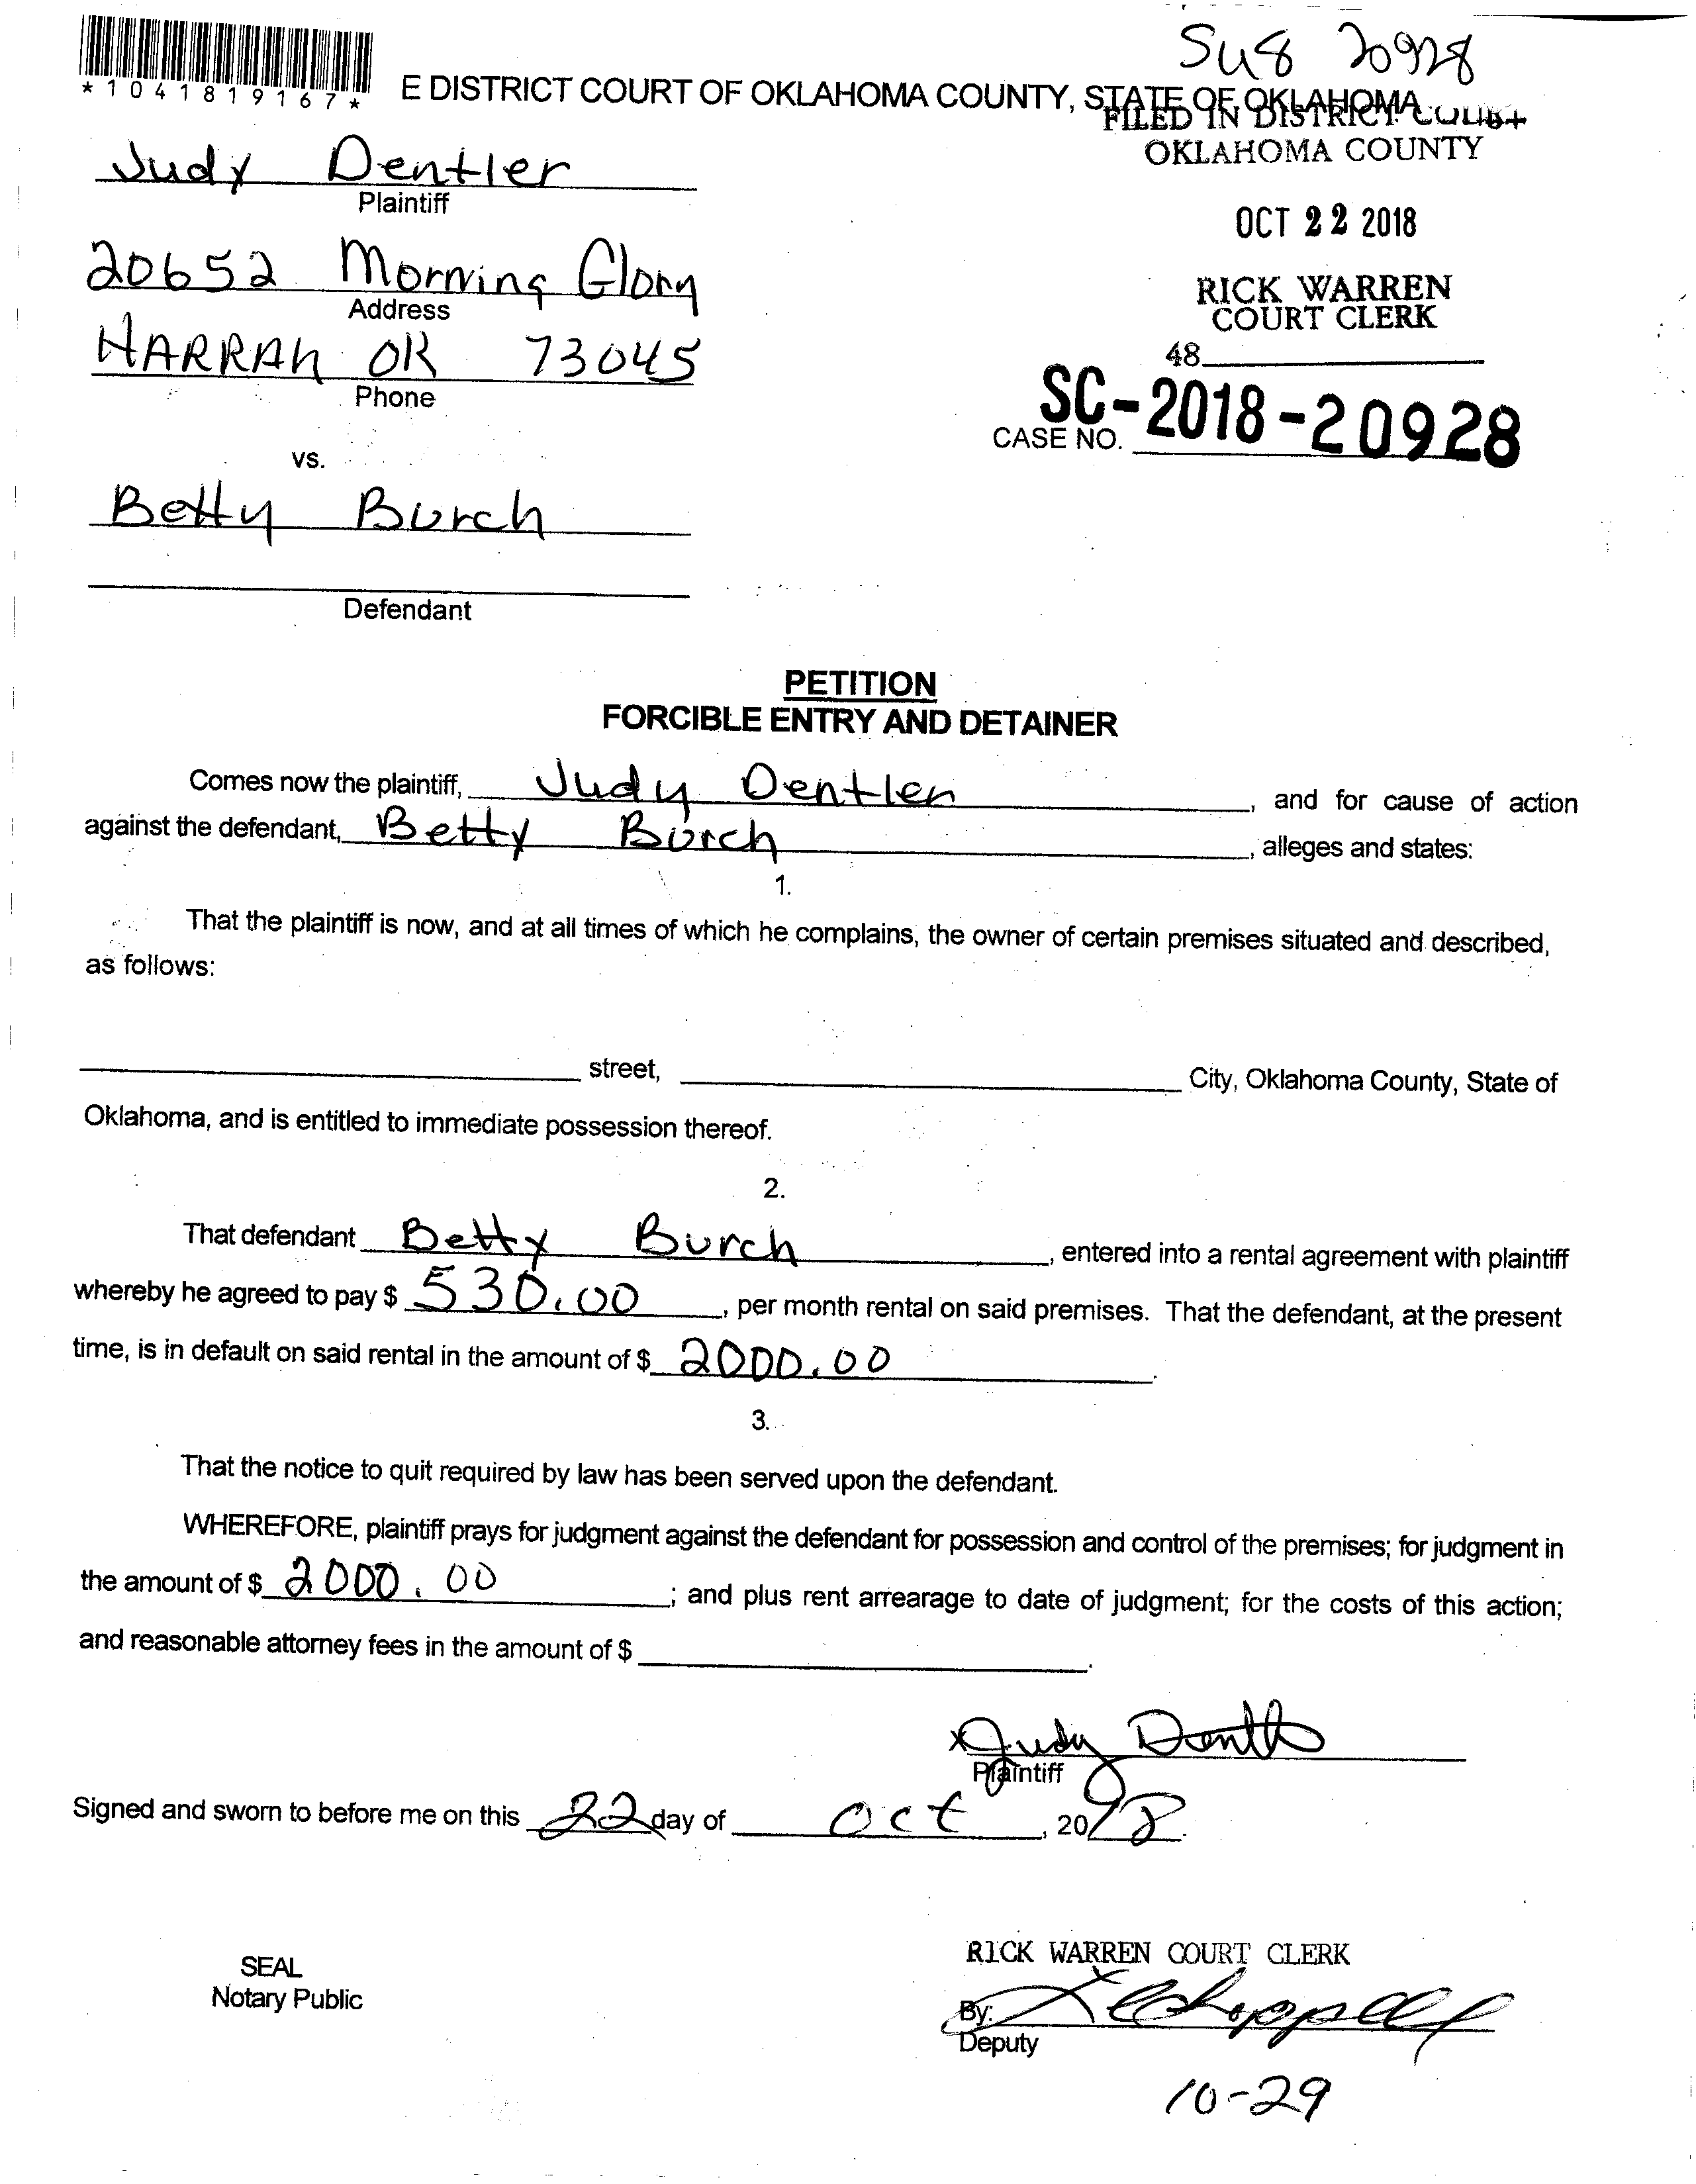 SC8 20928
*1041819167*
E DISTRICT COURT OF OKLAHOMA COUNTY, STATE OF OKLAHOMA
FILED IN DISTRICT COURT
OKLAHOMA COUNTY
Judy Dentler
Plaintiff
OCT 22 2018
20652 Morning Glory
Address
RICK WARREN
COURT CLERK
HARRAh OK 73045
Phone
48
SC-2018-20928
CASE NO.
vs.
Betty Burch
Defendant
PETITION
FORCIBLE ENTRY AND DETAINER
Comes now the plaintiff, Judy Dentler, and for cause of action
against the defendant, Betty Burch, alleges and states:
1.
That the plaintiff is now, and at all times of which he complains, the owner of certain premises situated and described,
as follows:
street, City, Oklahoma County, State of
Oklahoma, and is entitled to immediate possession thereof.
2.
That defendant Betty Burch, entered into a rental agreement with plaintiff
whereby he agreed to pay $ 530.00, per month rental on said premises. That the defendant, at the present
time, is in default on said rental in the amount of $ 2000.00.
3.
That the notice to quit required by law has been served upon the defendant.
WHEREFORE, plaintiff prays for judgment against the defendant for possession and control of the premises; for judgment in
the amount of $ 2000.00; and plus rent arrearage to date of judgment; for the costs of this action;
and reasonable attorney fees in the amount of $.
x Judy Dentler
Plaintiff
Signed and sworn to before me on this 22 day of Oct, 2018.
SEAL
Notary Public
RICK WARREN COURT CLERK
By:
Deputy
10-29